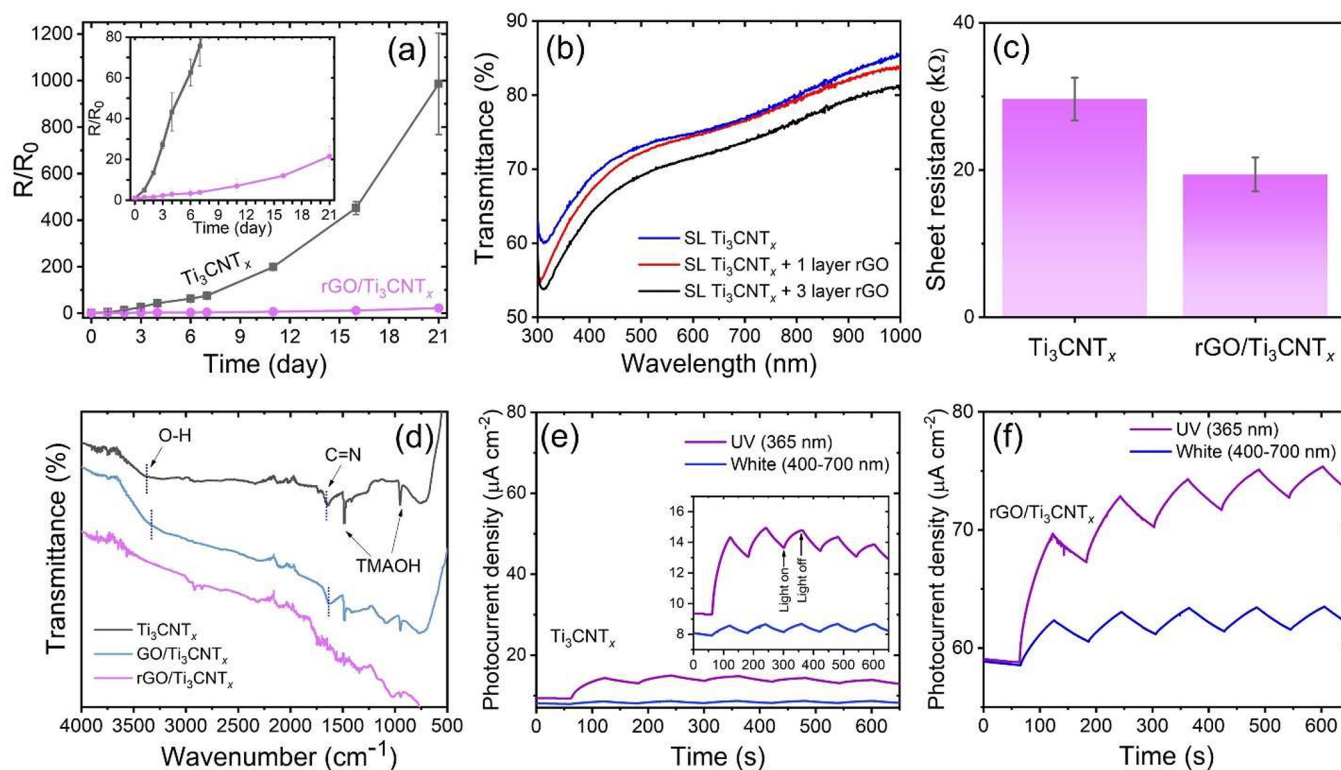 (a)
R/R0
1200
1000
800
600
400
200
0
0 3 6 9 12 15 18 21
Time (day)
Ti3CNTx
rGO/Ti3CNTx
R/R0
80
60
40
20
0
0 3 6 9 12 15 18 21
Time (day)
(b)
Transmittance (%)
90
80
70
60
50
300 400 500 600 700 800 900 1000
Wavelength (nm)
SL Ti3CNTx
SL Ti3CNTx + 1 layer rGO
SL Ti3CNTx + 3 layer rGO
(c)
Sheet resistance (kΩ)
40
20
0
Ti3CNTx
rGO/Ti3CNTx
(d)
Transmittance (%)
O-H
C=N
TMAOH
Ti3CNTx
GO/Ti3CNTx
rGO/Ti3CNTx
4000 3500 3000 2500 2000 1500 1000 500
Wavenumber (cm-1)
(e)
Photocurrent density (µA cm-2)
80
70
60
50
40
30
20
10
UV (365 nm)
White (400-700 nm)
Ti3CNTx
16
14
12
10
8
0 100 200 300 400 500 600
Light on
Light off
0 100 200 300 400 500 600
Time (s)
(f)
Photocurrent density (µA cm-2)
80
70
60
UV (365 nm)
White (400-700 nm)
rGO/Ti3CNTx
0 100 200 300 400 500 600
Time (s)